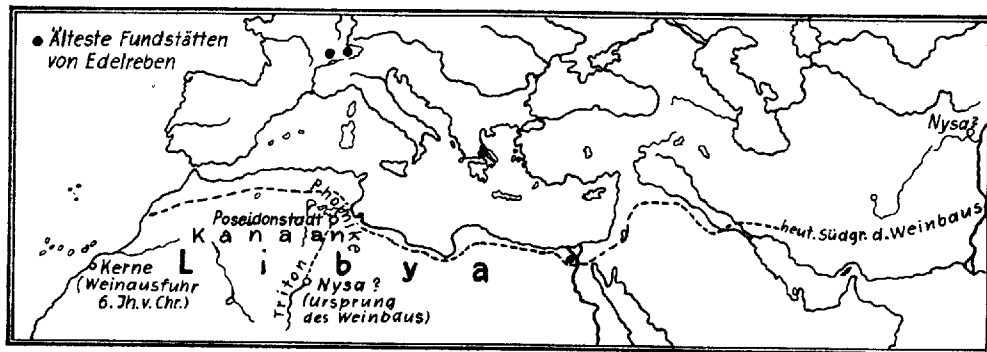 Älteste Fundstätten
von Edelreben
Nysa?
Phoinike
Poseidonstadt
Kanaan
heut. Südgr. d. Weinbaus
Libya
Kerne
(Weinausfuhr
6. Jh. v. Chr.)
Triton
Nysa?
(ursprung
des Weinbaus)